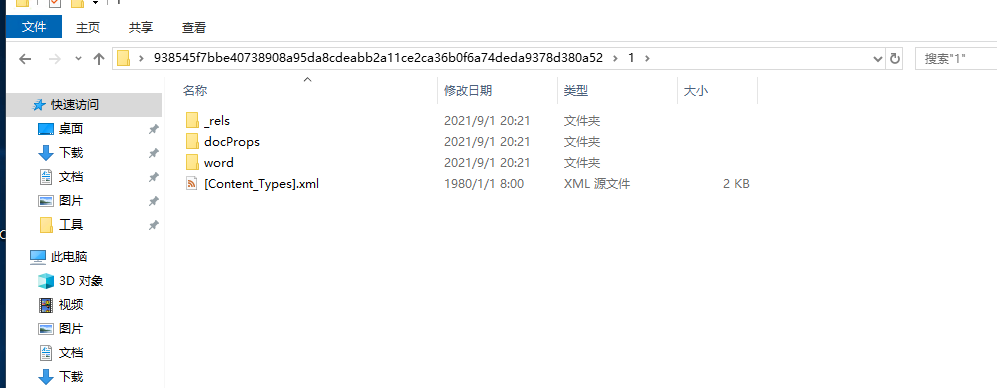 文件 主页 共享 查看
938545f7bbe40738908a95da8cdeabb2a11ce2ca36b0f6a74deda9378d380a52 1 搜索"1"
名称 修改日期 类型 大小
快速访问
桌面
下载
文档
图片
工具
此电脑
3D 对象
视频
图片
文档
下载
_rels 2021/9/1 20:21 文件夹
docProps 2021/9/1 20:21 文件夹
word 2021/9/1 20:21 文件夹
[Content_Types].xml 1980/1/1 8:00 XML 源文件 2 KB